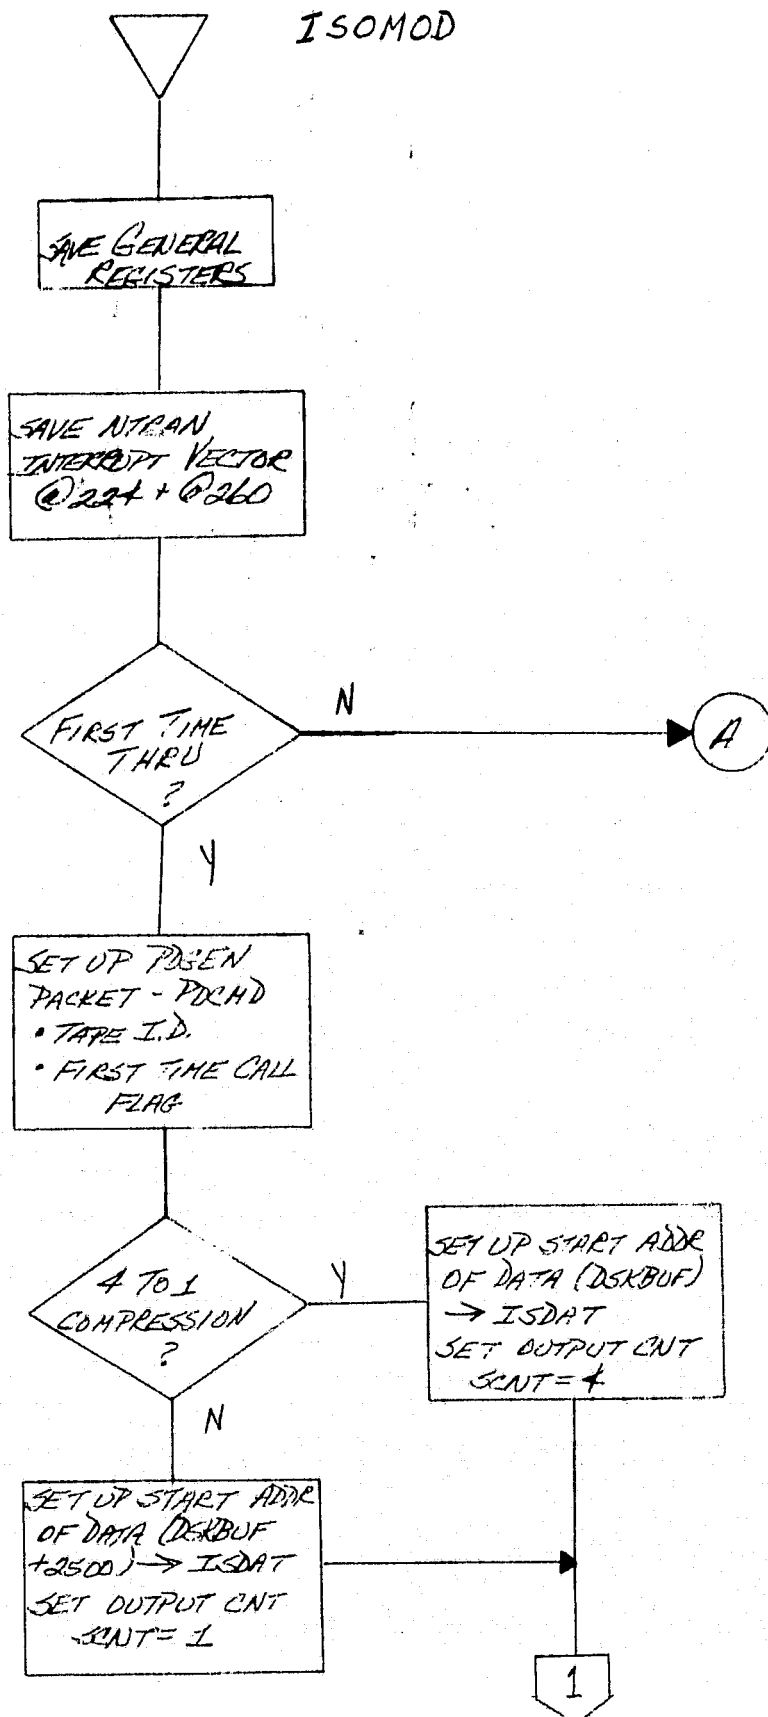 ISOMOD
SAVE GENERAL
REGISTERS
SAVE NTRAN
INTERRUPT VECTOR
@224 + @260
FIRST TIME
THRU
?
N
A
Y
SET UP PDGEN
PACKET - PDCMD
• TAPE I.D.
• FIRST TIME CALL
FLAG
4 TO 1
COMPRESSION
?
Y
SET UP START ADDR
OF DATA (DSKBUF)
→ ISDAT
SET OUTPUT CNT
SCNT = 4
N
SET UP START ADDR
OF DATA (DSKBUF
+2500) → ISDAT
SET OUTPUT CNT
SCNT = 1
1